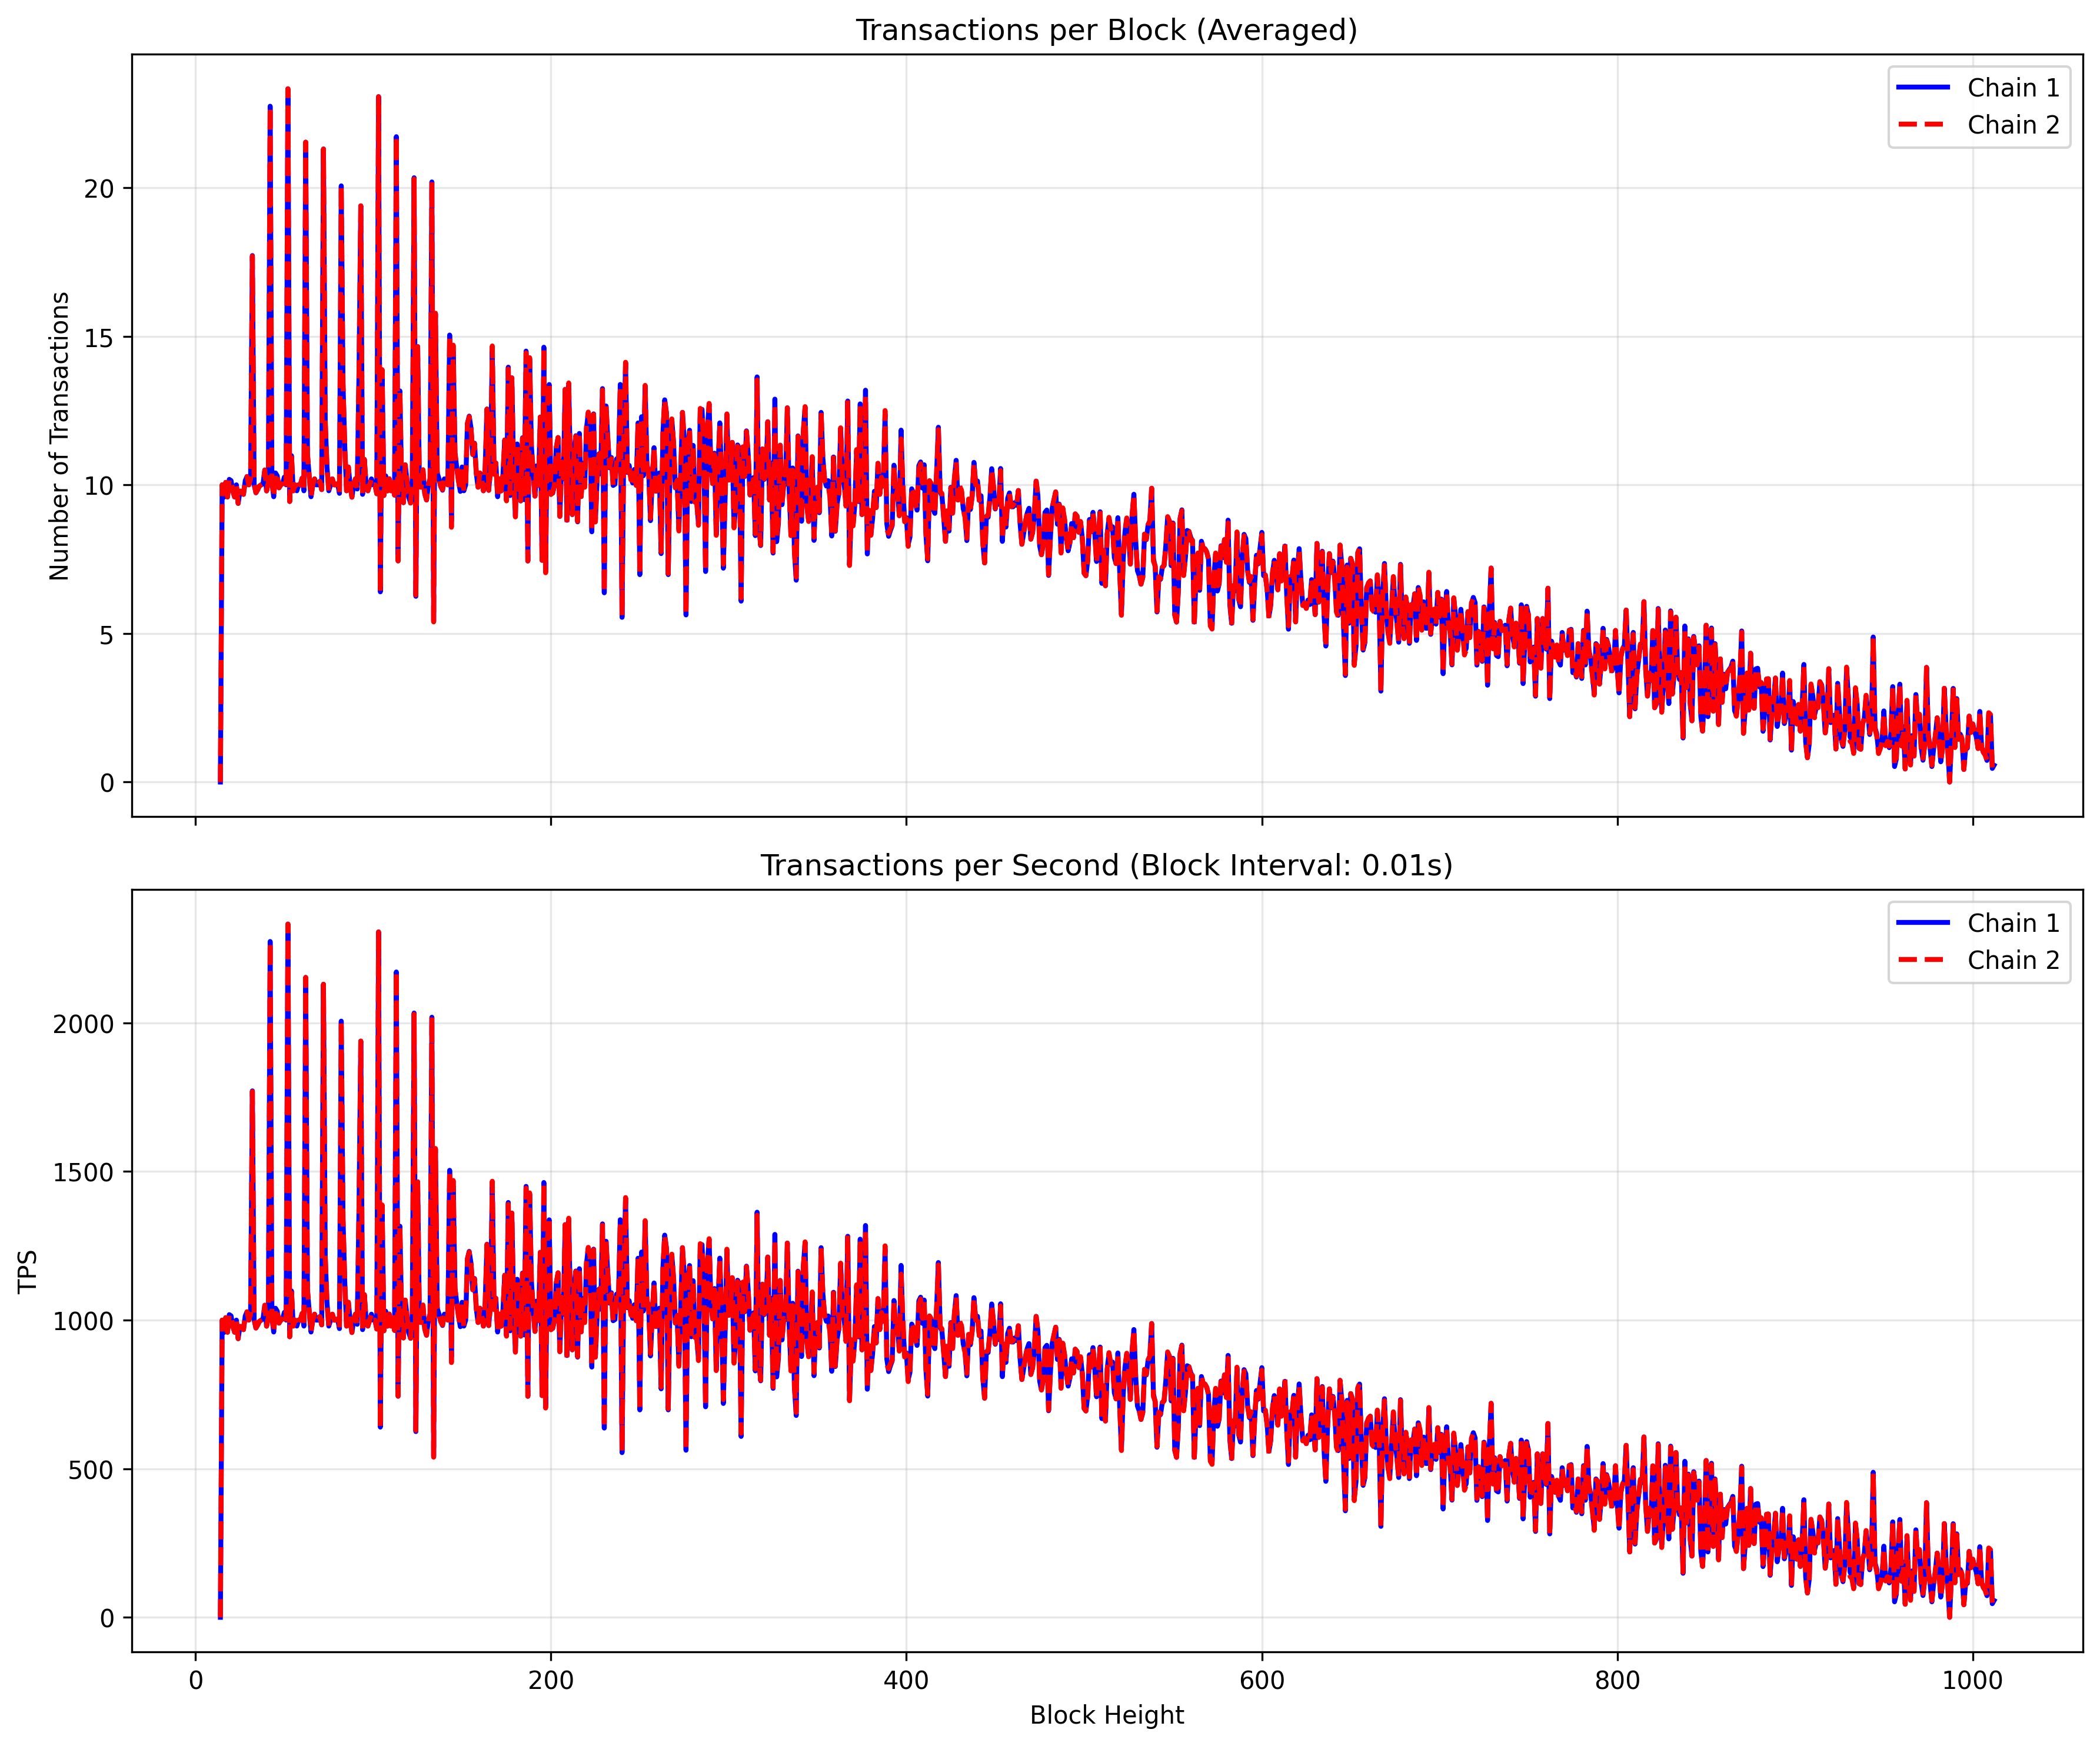 Transactions per Block (Averaged)
Chain 1
Chain 2
Number of Transactions
20
15
10
5
0
Transactions per Second (Block Interval: 0.01s)
Chain 1
Chain 2
TPS
2000
1500
1000
500
0
0 200 400 600 800 1000
Block Height